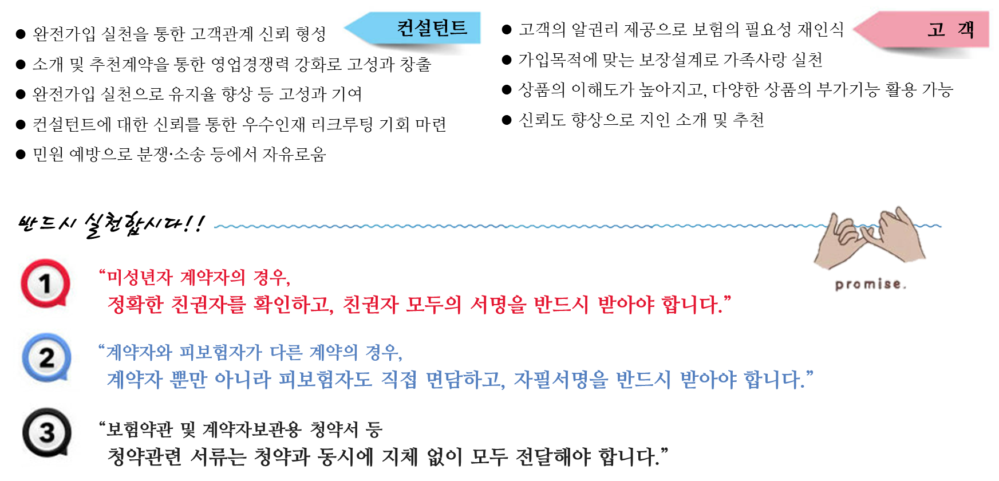 컨설턴트
● 완전가입 실천을 통한 고객관계 신뢰 형성
● 소개 및 추천계약을 통한 영업경쟁력 강화로 고성과 창출
● 완전가입 실천으로 유지율 향상 등 고성과 기여
● 컨설턴트에 대한 신뢰를 통한 우수인재 리크루팅 기회 마련
● 민원 예방으로 분쟁·소송 등에서 자유로움
고 객
● 고객의 알권리 제공으로 보험의 필요성 재인식
● 가입목적에 맞는 보장설계로 가족사랑 실천
● 상품의 이해도가 높아지고, 다양한 상품의 부가기능 활용 가능
● 신뢰도 향상으로 지인 소개 및 추천
반드시 실천합시다!!
promise.
1
“미성년자 계약자의 경우,
정확한 친권자를 확인하고, 친권자 모두의 서명을 반드시 받아야 합니다.”
2
“계약자와 피보험자가 다른 계약의 경우,
계약자 뿐만 아니라 피보험자도 직접 면담하고, 자필서명을 반드시 받아야 합니다.”
3
“보험약관 및 계약자보관용 청약서 등
청약관련 서류는 청약과 동시에 지체 없이 모두 전달해야 합니다.”